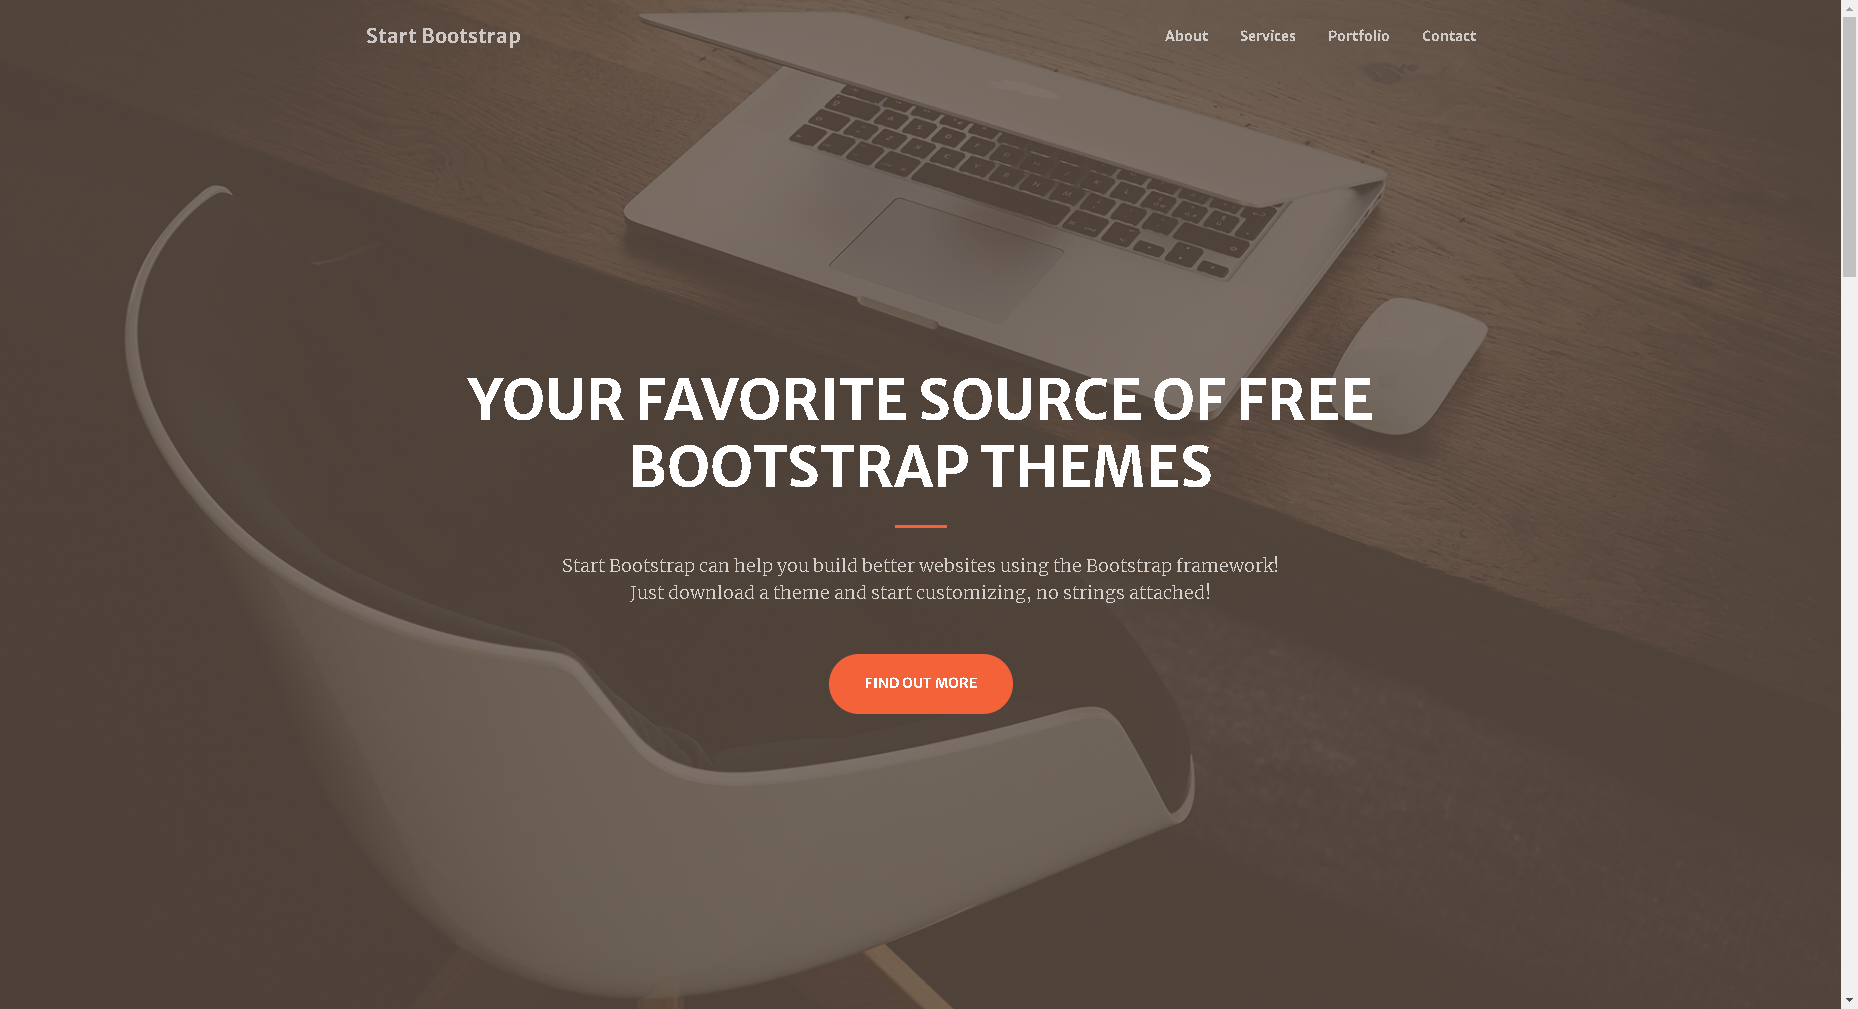 Start Bootstrap
About Services Portfolio Contact
YOUR FAVORITE SOURCE OF FREE
BOOTSTRAP THEMES
Start Bootstrap can help you build better websites using the Bootstrap framework!
Just download a theme and start customizing, no strings attached!
FIND OUT MORE